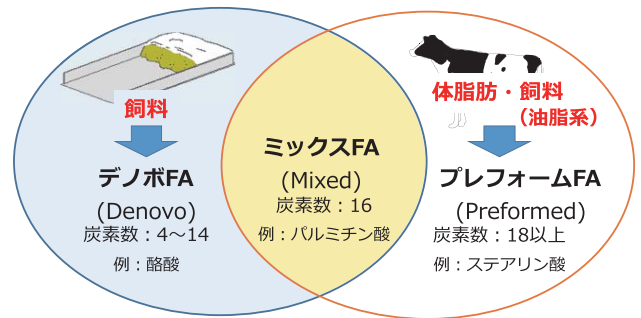 飼料
デノボFA
(Denovo)
炭素数：4～14
例：酪酸
ミックスFA
(Mixed)
炭素数：16
例：パルミチン酸
体脂肪・飼料
（油脂系）
プレフォームFA
(Preformed)
炭素数：18以上
例：ステアリン酸